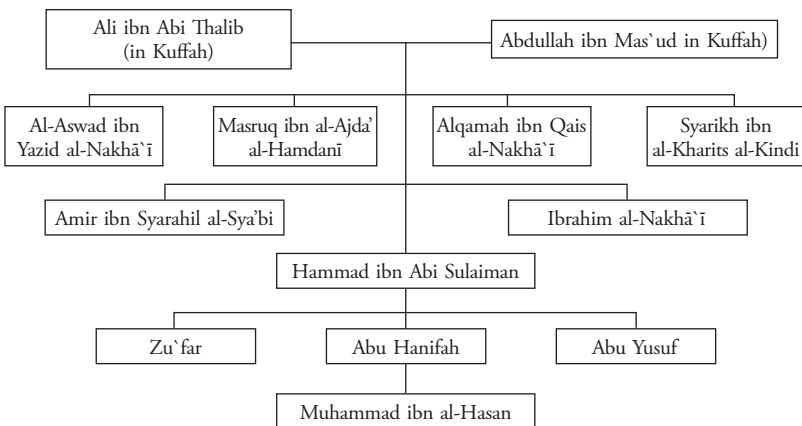 Ali ibn Abi Thalib
(in Kuffah)
Abdullah ibn Mas`ud in Kuffah)
Al-Aswad ibn
Yazid al-Nakhā`ī
Masruq ibn al-Ajda’
al-Hamdanī
Alqamah ibn Qais
al-Nakhā`ī
Syarikh ibn
al-Kharits al-Kindi
Amir ibn Syarahil al-Sya’bi
Ibrahim al-Nakhā`ī
Hammad ibn Abi Sulaiman
Zu`far
Abu Hanifah
Abu Yusuf
Muhammad ibn al-Hasan